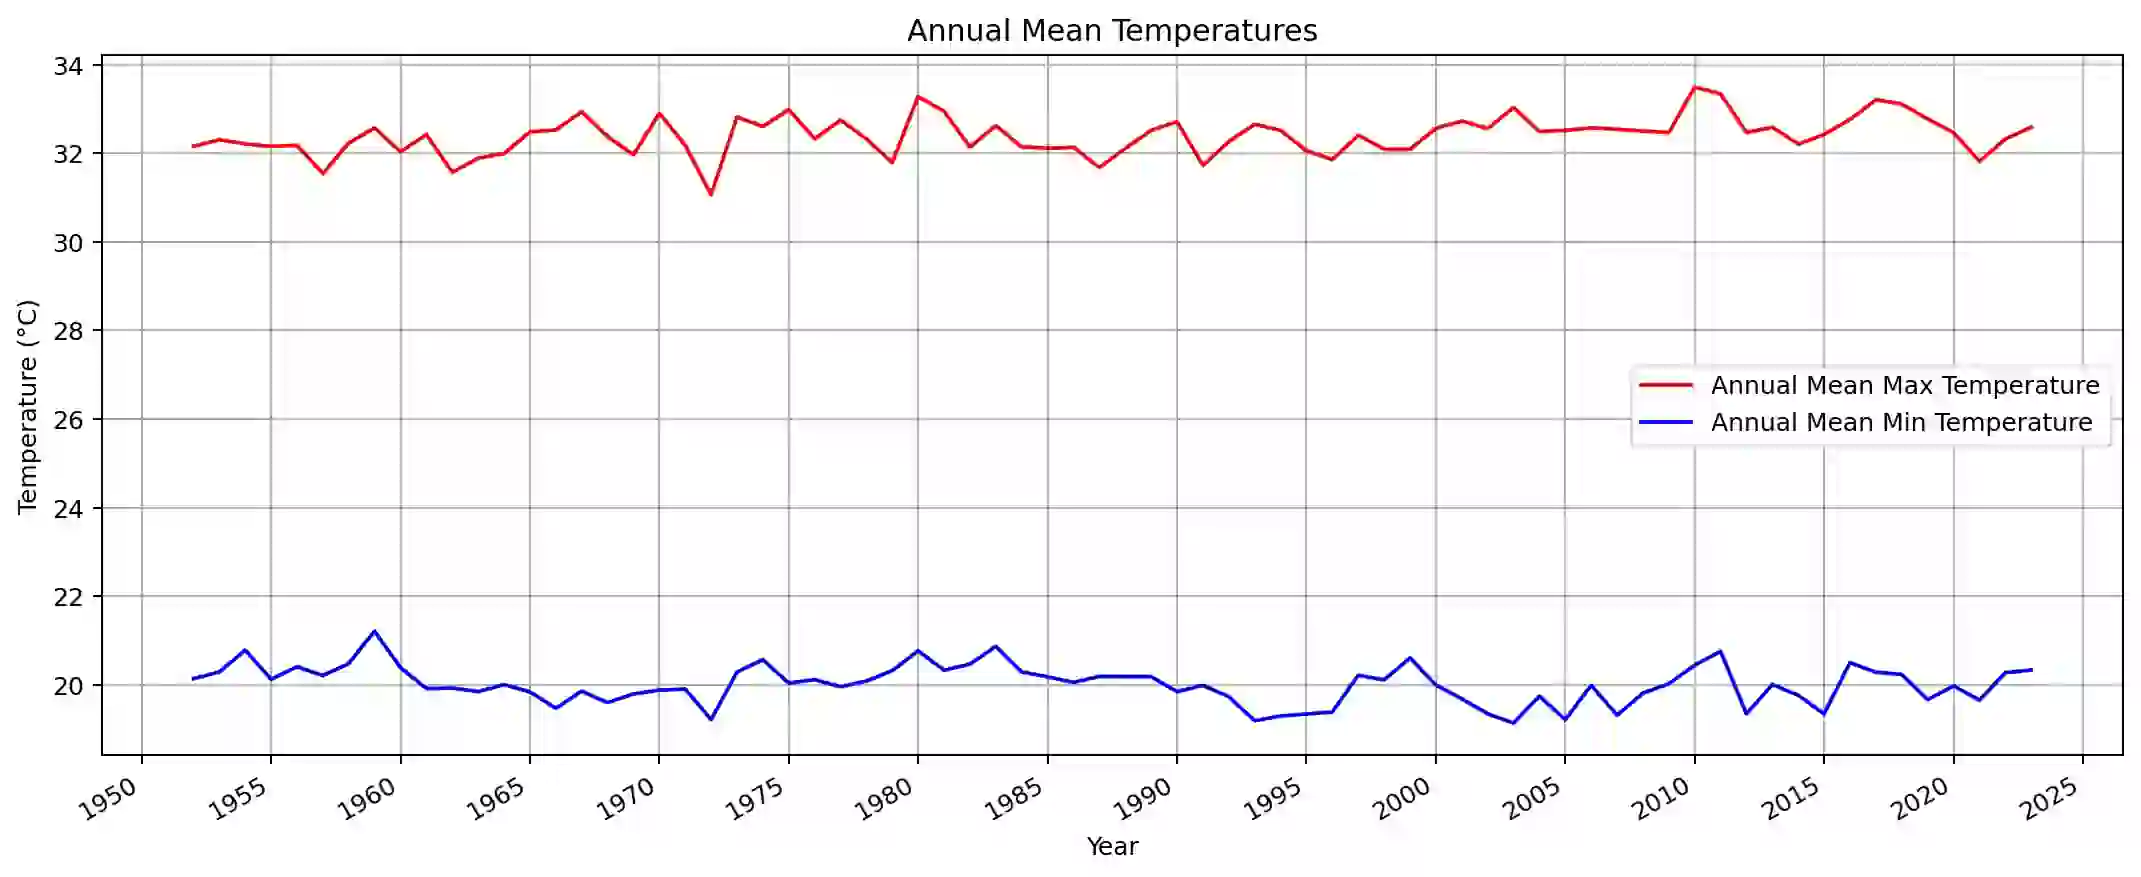 Annual Mean Temperatures
34
32
30
28
26
24
22
20
Temperature (°C)
Annual Mean Max Temperature
Annual Mean Min Temperature
1950 1955 1960 1965 1970 1975 1980 1985 1990 1995 2000 2005 2010 2015 2020 2025
Year